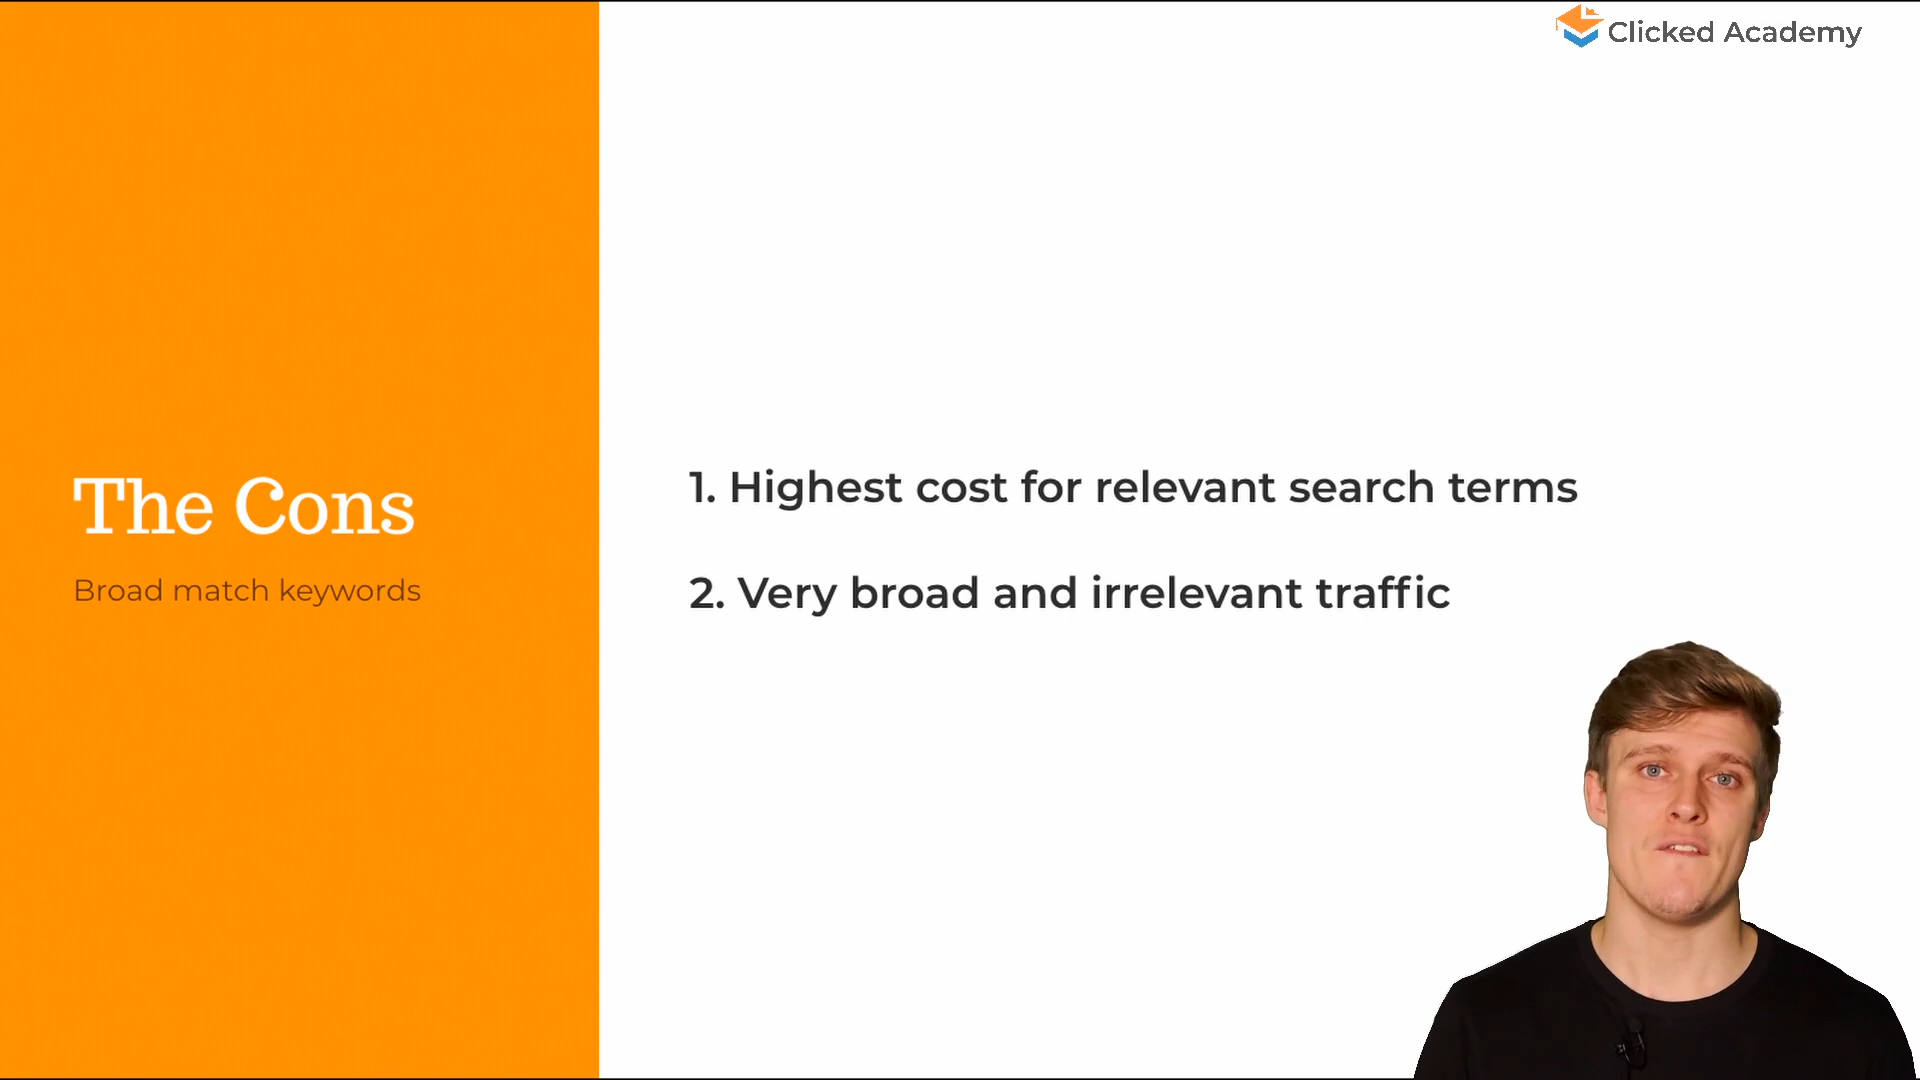 Clicked Academy
The Cons
Broad match keywords
1. Highest cost for relevant search terms
2. Very broad and irrelevant traffic